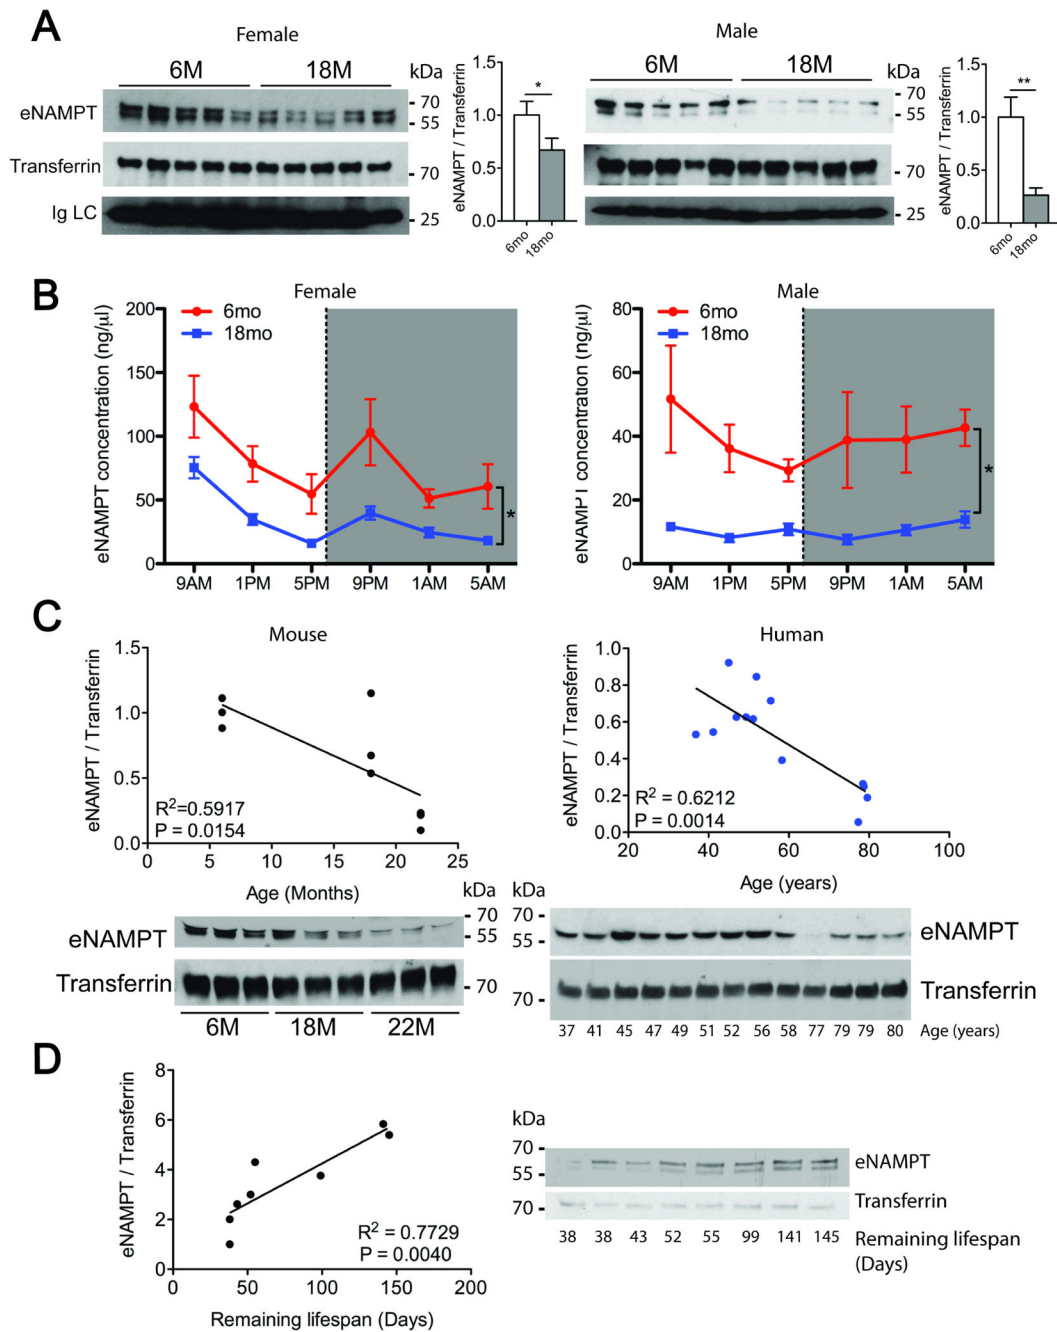 A
Female
Male
6M 18M kDa
eNAMPT
70
55
Transferrin
70
Ig LC
25
eNAMPT / Transferrin
1.5
1.0
0.5
0.0
*
6mo 18mo
6M 18M kDa
70
55
70
25
eNAMPT / Transferrin
1.5
1.0
0.5
0.0
**
6mo 18mo
B
Female
6mo
18mo
eNAMPT concentration (ng/µl)
200
150
100
50
0
*
9AM 1PM 5PM 9PM 1AM 5AM
Male
6mo
18mo
eNAMPT concentration (ng/µl)
80
60
40
20
0
*
9AM 1PM 5PM 9PM 1AM 5AM
C
Mouse
eNAMPT / Transferrin
1.5
1.0
0.5
0.0
R²=0.5917
P = 0.0154
0 5 10 15 20 25
Age (Months)
kDa
eNAMPT
70
55
Transferrin
70
6M 18M 22M
Human
eNAMPT / Transferrin
1.0
0.8
0.6
0.4
0.2
0.0
R² = 0.6212
P = 0.0014
20 40 60 80 100
Age (years)
kDa
70
55
eNAMPT
70
Transferrin
37 41 45 47 49 51 52 56 58 77 79 79 80 Age (years)
D
eNAMPT / Transferrin
8
6
4
2
0
R² = 0.7729
P = 0.0040
0 50 100 150 200
Remaining lifespan (Days)
kDa
70
55
eNAMPT
70
Transferrin
38 38 43 52 55 99 141 145 Remaining lifespan
(Days)